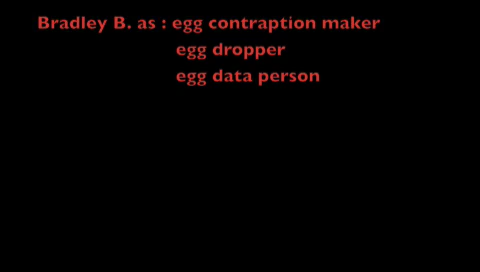 Bradley B. as : egg contraption maker
egg dropper
egg data person